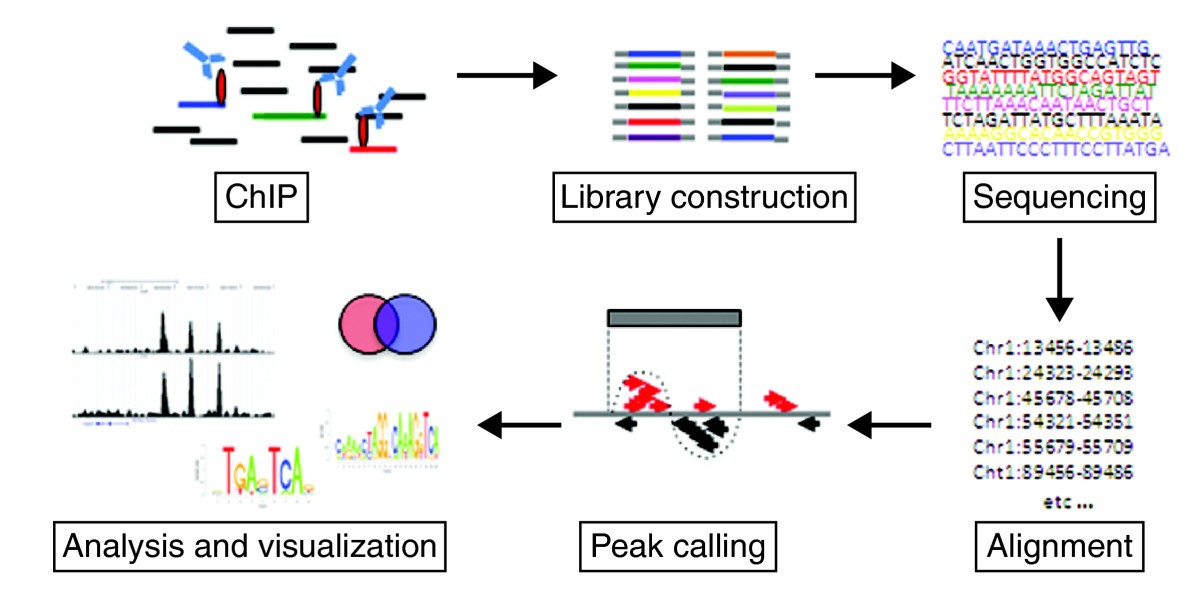 CAATGATAAACTGAGTTG
ATCAACTGGTGGCCATCTC
GGTATTTTATGGCAGTAGT
TAAAAAAATTCTAGATTAT
TTCTTAAACAATAACTGCT
TCTAGATTATGCTTTAAATA
AAAAGGCACAACCGTGGG
CTTAATTCCCTTTCCTTATGA
ChIP
Library construction
Sequencing
Chr1:13456-13486
Chr1:24323-24293
Chr1:45678-45708
Chr1:54321-54351
Chr1:55679-55709
Cht1:89456-89486
etc ...
TGA TCA
Analysis and visualization
Peak calling
Alignment